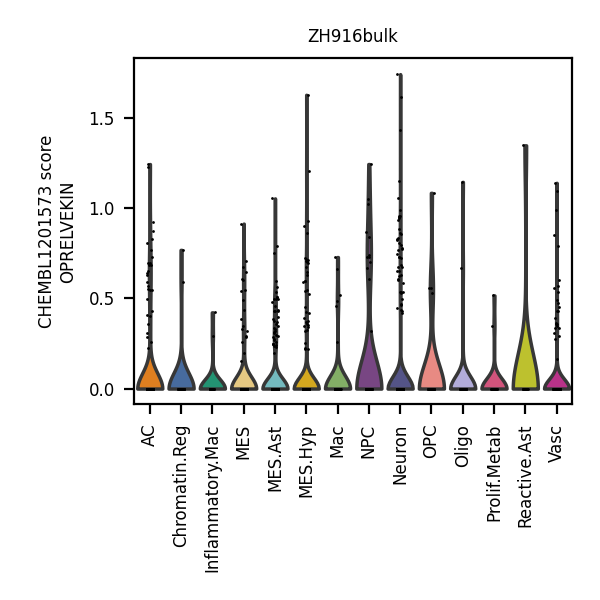 ZH916bulk
CHEMBL1201573 score
OPRELVEKIN
1.5
1.0
0.5
0.0
AC
Chromatin.Reg
Inflammatory.Mac
MES
MES.Ast
MES.Hyp
Mac
NPC
Neuron
OPC
Oligo
Prolif.Metab
Reactive.Ast
Vasc